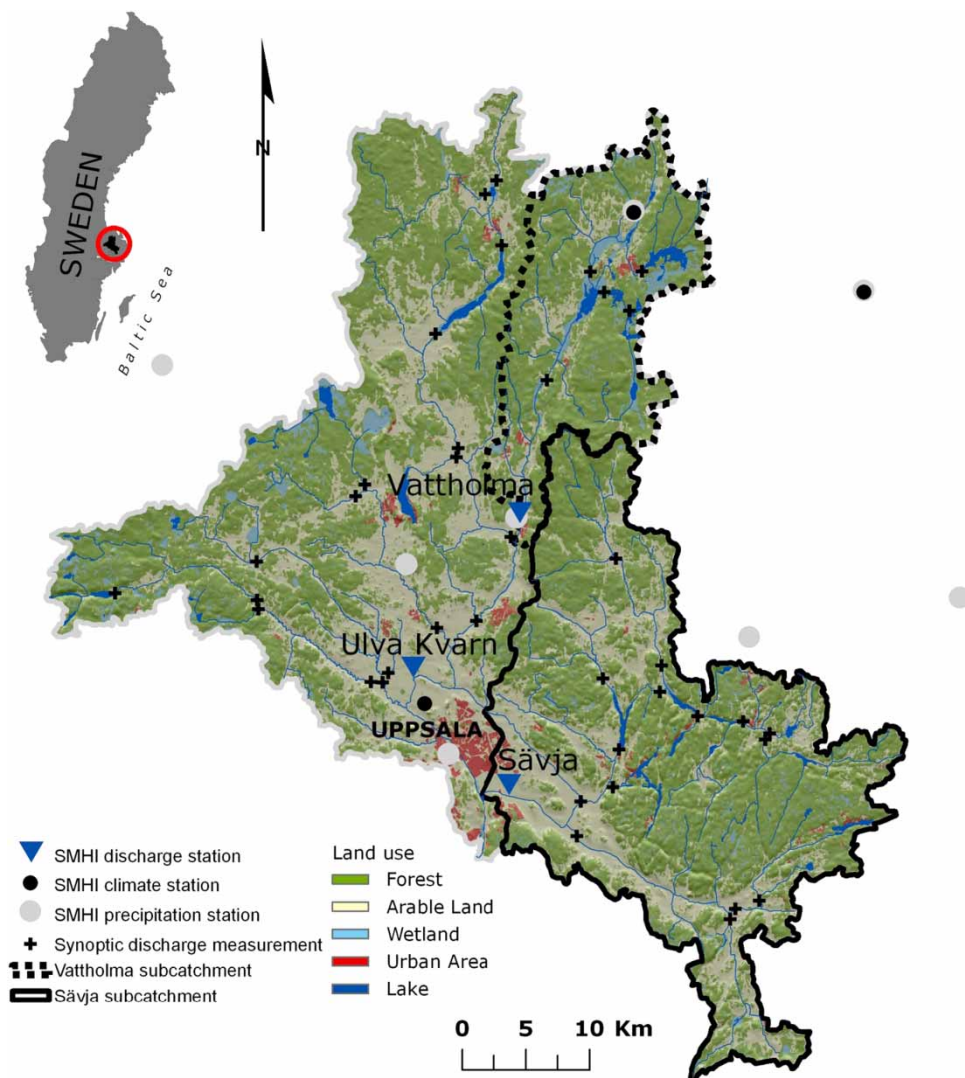 SWEDEN
Baltic Sea
N
Vattholma
Ulva Kvarn
UPPSALA
Sävja
SMHI discharge station
SMHI climate station
SMHI precipitation station
Synoptic discharge measurement
Vattholma subcatchment
Sävja subcatchment
Land use
Forest
Arable Land
Wetland
Urban Area
Lake
0 5 10 Km